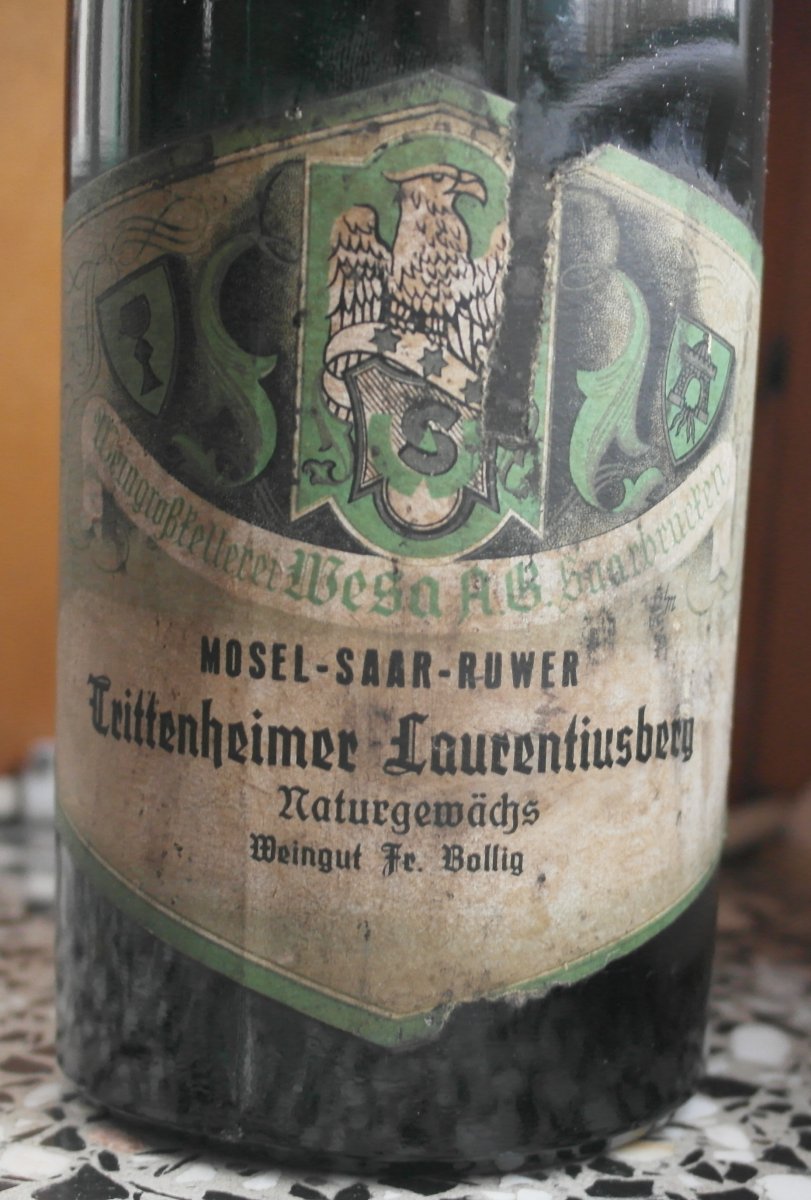 S
Weingroßkellerei Wesa A.G. Saarbrücken
MOSEL-SAAR-RUWER
Trittenheimer Laurentiusberg
Naturgewächs
Weingut Fr. Bollig